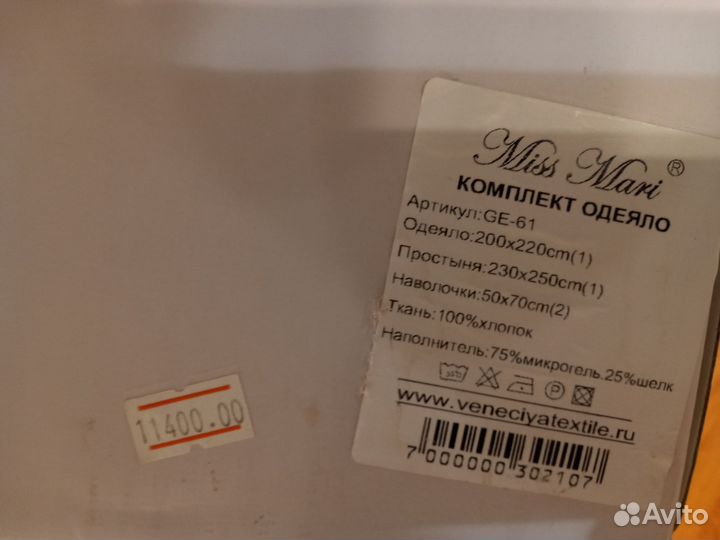 Miss Mari ®
КОМПЛЕКТ ОДЕЯЛО
Артикул:GE-61
Одеяло:200x220cm(1)
Простыня:230x250cm(1)
Наволочки:50x70cm(2)
Ткань:100%хлопок
Наполнитель:75%микрогель.25%шелк
www.veneciyatextile.ru
7 000000 302107
11400.00
Avito